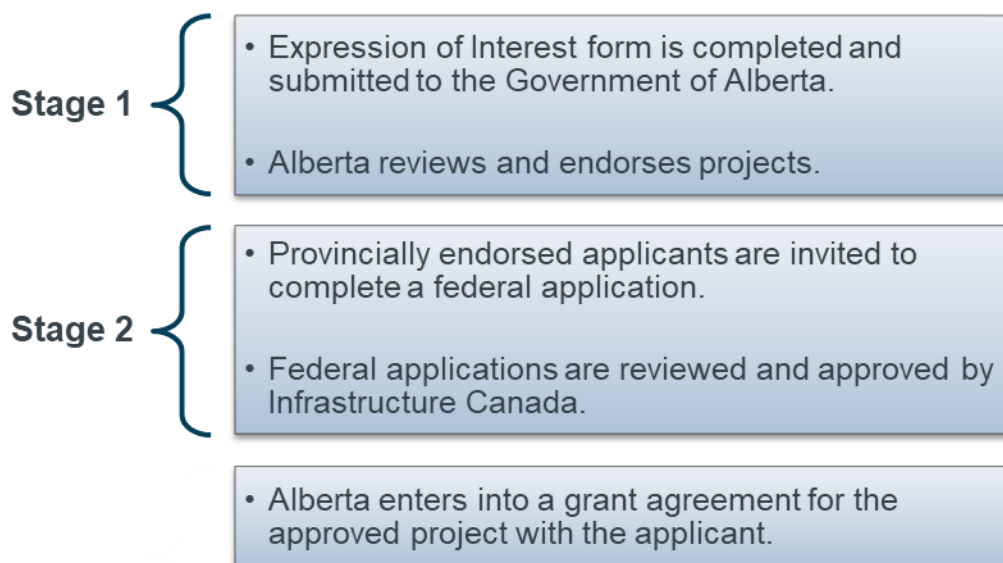 Stage 1
• Expression of Interest form is completed and
submitted to the Government of Alberta.
• Alberta reviews and endorses projects.
Stage 2
• Provincially endorsed applicants are invited to
complete a federal application.
• Federal applications are reviewed and approved by
Infrastructure Canada.
• Alberta enters into a grant agreement for the
approved project with the applicant.